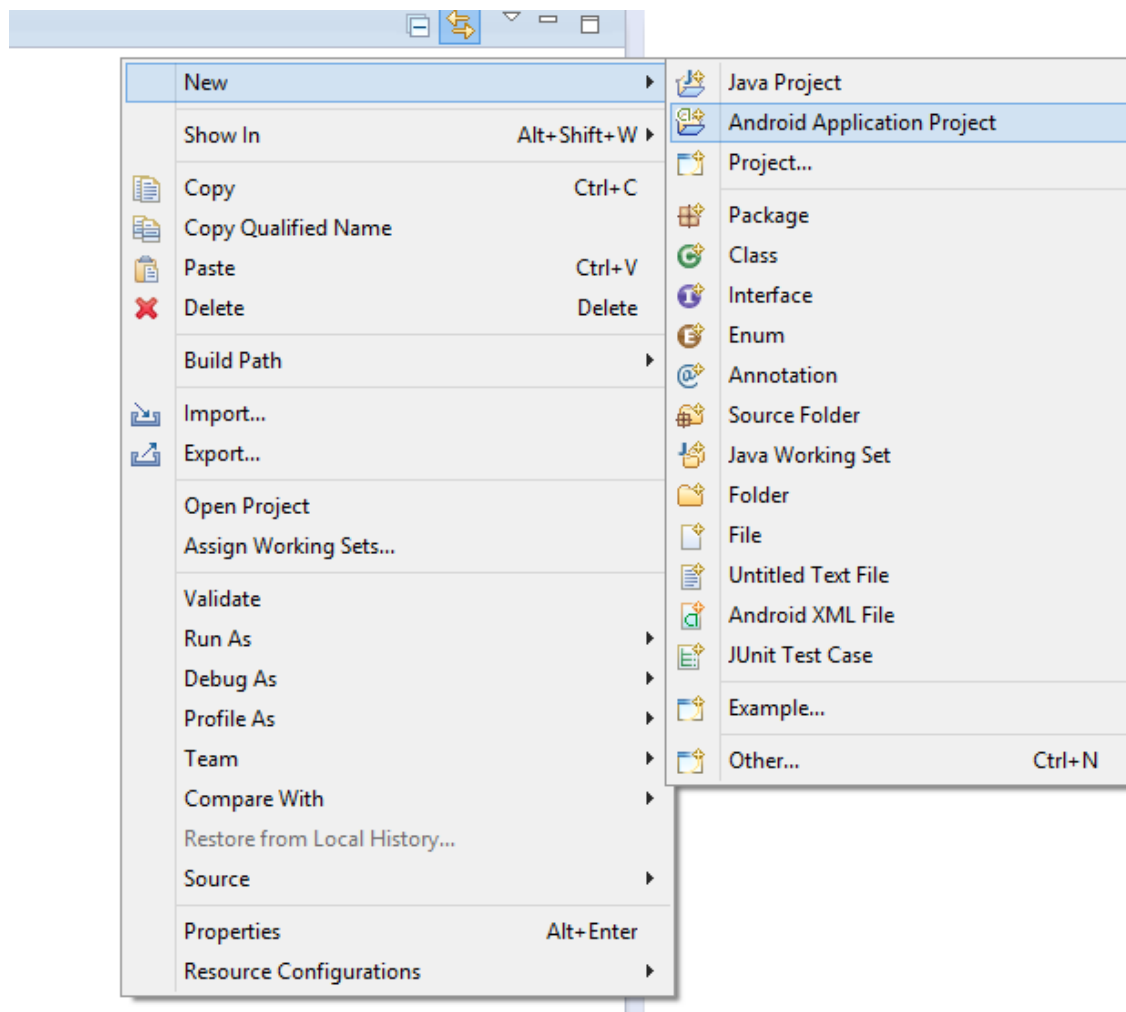 New
Show In Alt+Shift+W
Copy Ctrl+C
Copy Qualified Name
Paste Ctrl+V
Delete Delete
Build Path
Import...
Export...
Open Project
Assign Working Sets...
Validate
Run As
Debug As
Profile As
Team
Compare With
Restore from Local History...
Source
Properties Alt+Enter
Resource Configurations
Java Project
Android Application Project
Project...
Package
Class
Interface
Enum
Annotation
Source Folder
Java Working Set
Folder
File
Untitled Text File
Android XML File
JUnit Test Case
Example...
Other... Ctrl+N